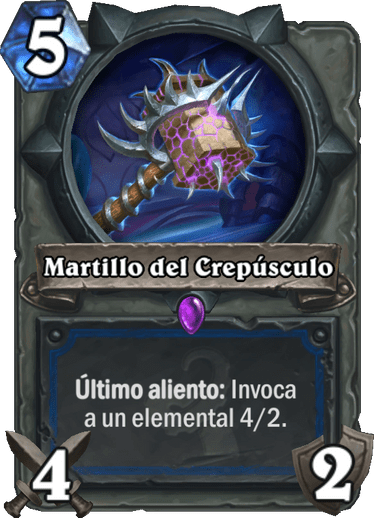 5
Martillo del Crepúsculo
Último aliento: Invoca
a un elemental 4/2.
4
2